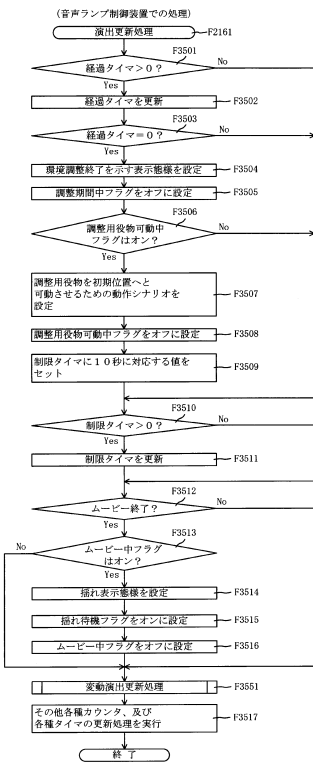 (音声ランプ制御装置での処理)
演出更新処理 F2161
F3501
経過タイマ＞０？ No
Yes
経過タイマを更新 F3502
F3503
経過タイマ＝０？ No
Yes
環境調整終了を示す表示態様を設定 F3504
調整期間中フラグをオフに設定 F3505
F3506
調整用役物可動中 No
フラグはオン？
Yes
調整用役物を初期位置へと
可動させるための動作シナリオを F3507
設定
調整用役物可動中フラグをオフに設定 F3508
制限タイマに１０秒に対応する値を F3509
セット
F3510
制限タイマ＞０？ No
Yes
制限タイマを更新 F3511
F3512
ムービー終了？ No
Yes
F3513
No ムービー中フラグ
はオン？
Yes
揺れ表示態様を設定 F3514
揺れ待機フラグをオンに設定 F3515
ムービー中フラグをオフに設定 F3516
変動演出更新処理 F3551
その他各種カウンタ、及び F3517
各種タイマの更新処理を実行
終了